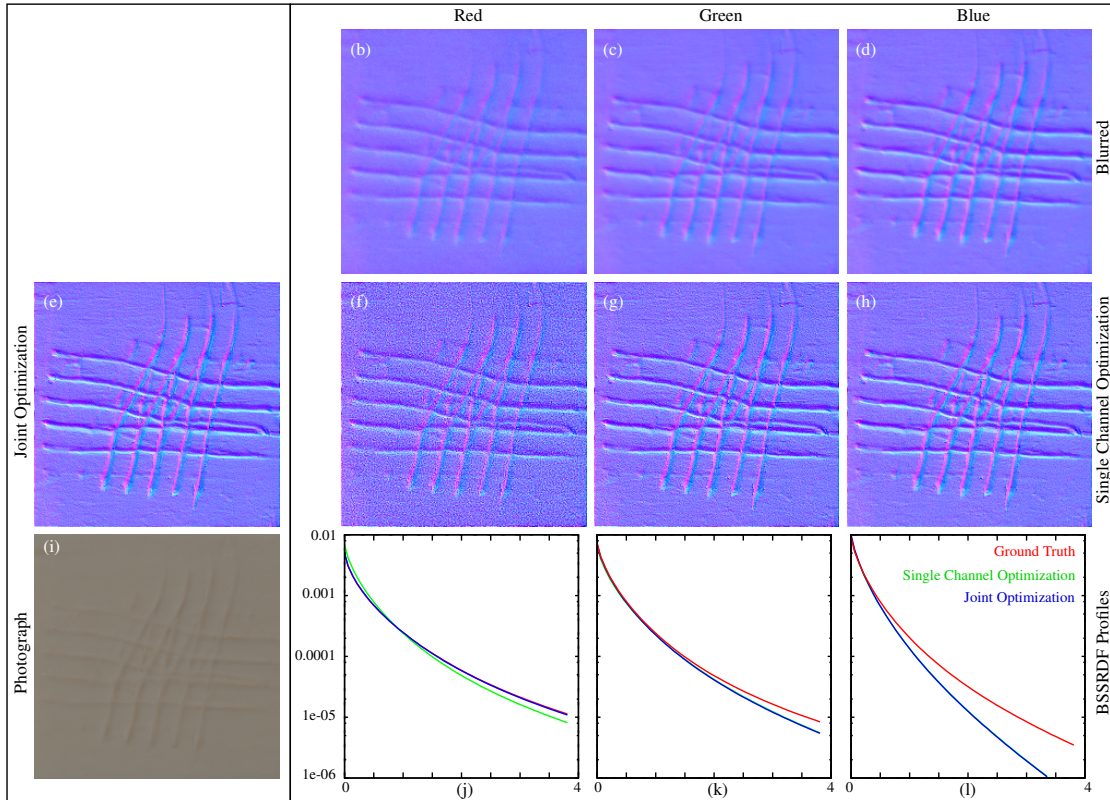 Red
Green
Blue
(b)
(c)
(d)
Blurred
(e)
(f)
(g)
(h)
Joint Optimization
Single Channel Optimization
(i)
Photograph
0.01
0.001
0.0001
1e-05
1e-06
Ground Truth
Single Channel Optimization
Joint Optimization
BSSRDF Profiles
0
4
0
4
0
4
(j)
(k)
(l)